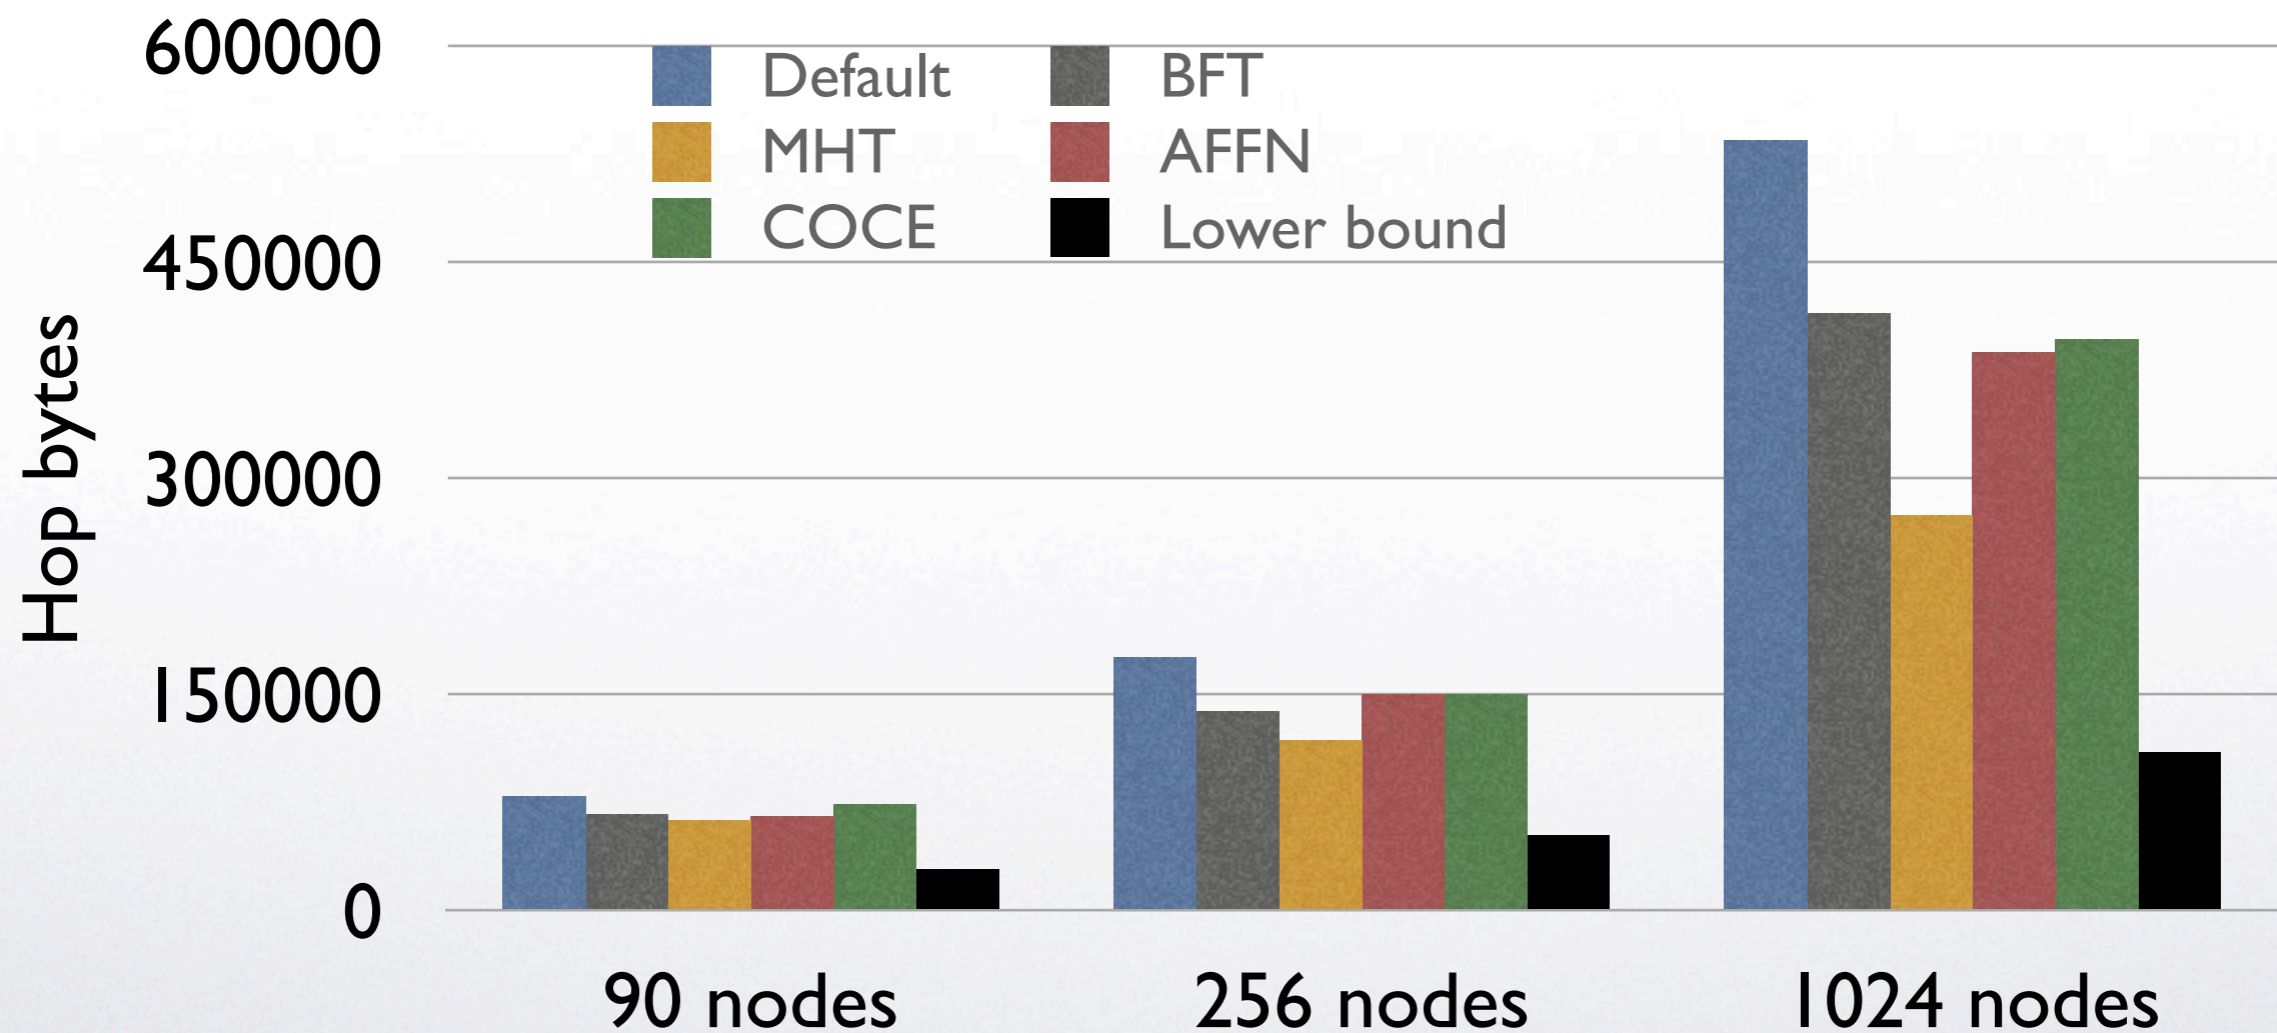 600000
450000
300000
150000
0
Hop bytes
Default
BFT
MHT
AFFN
COCE
Lower bound
90 nodes
256 nodes
1024 nodes